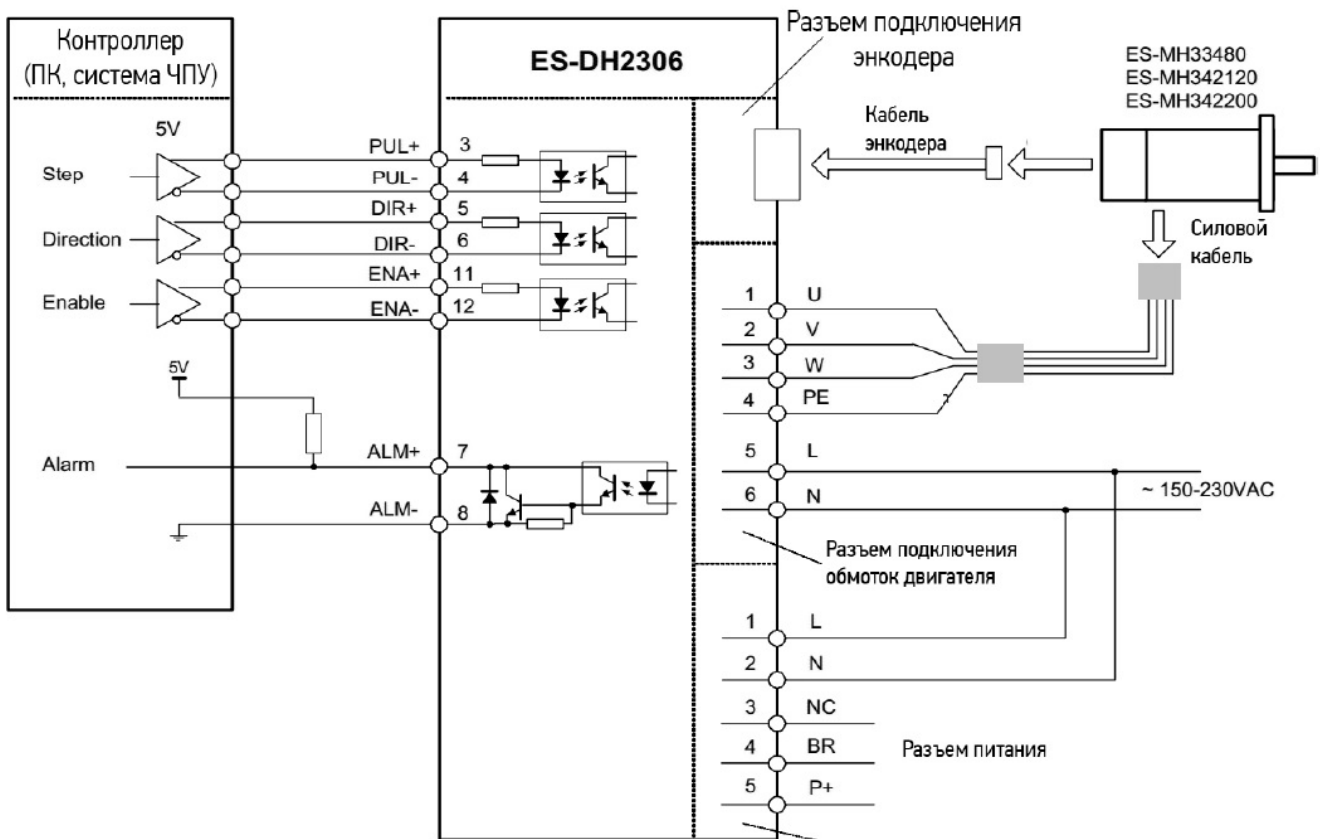 Контроллер
(ПК, система ЧПУ)
5V
Step
Direction
Enable
5V
Alarm
ES-DH2306
PUL+ 3
PUL- 4
DIR+ 5
DIR- 6
ENA+ 11
ENA- 12
ALM+ 7
ALM- 8
Разъем подключения
энкодера
Кабель
энкодера
ES-MH33480
ES-MH342120
ES-MH342200
Силовой
кабель
1 U
2 V
3 W
4 PE
5 L
6 N
~ 150-230VAC
Разъем подключения
обмоток двигателя
1 L
2 N
3 NC
4 BR
5 P+
Разъем питания